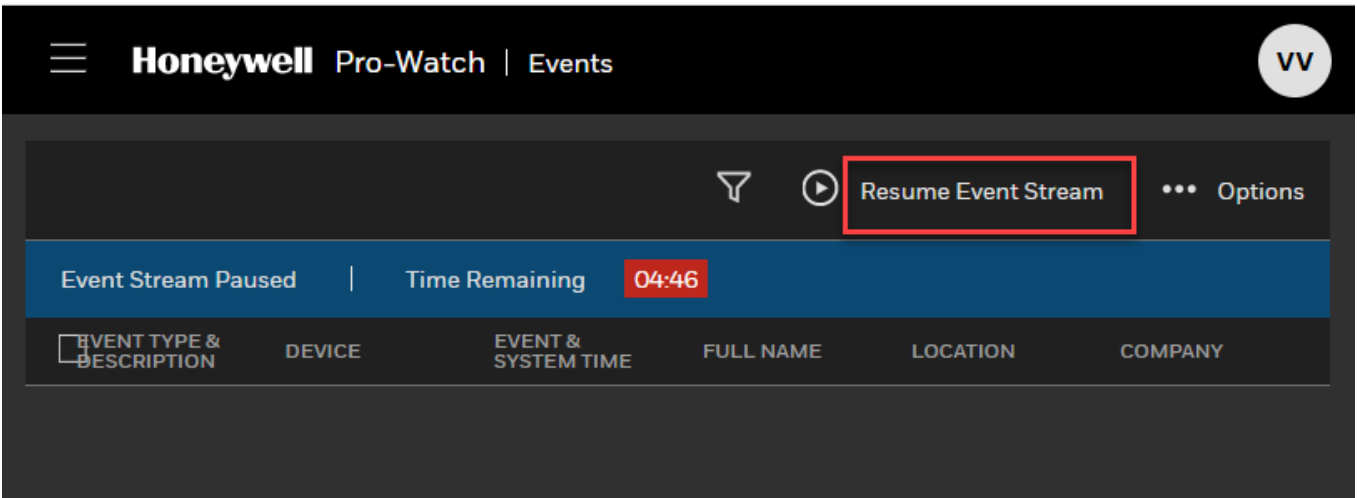 Honeywell Pro-Watch | Events
VV
Resume Event Stream
••• Options
Event Stream Paused | Time Remaining 04:46
EVENT TYPE & DESCRIPTION
DEVICE
EVENT & SYSTEM TIME
FULL NAME
LOCATION
COMPANY